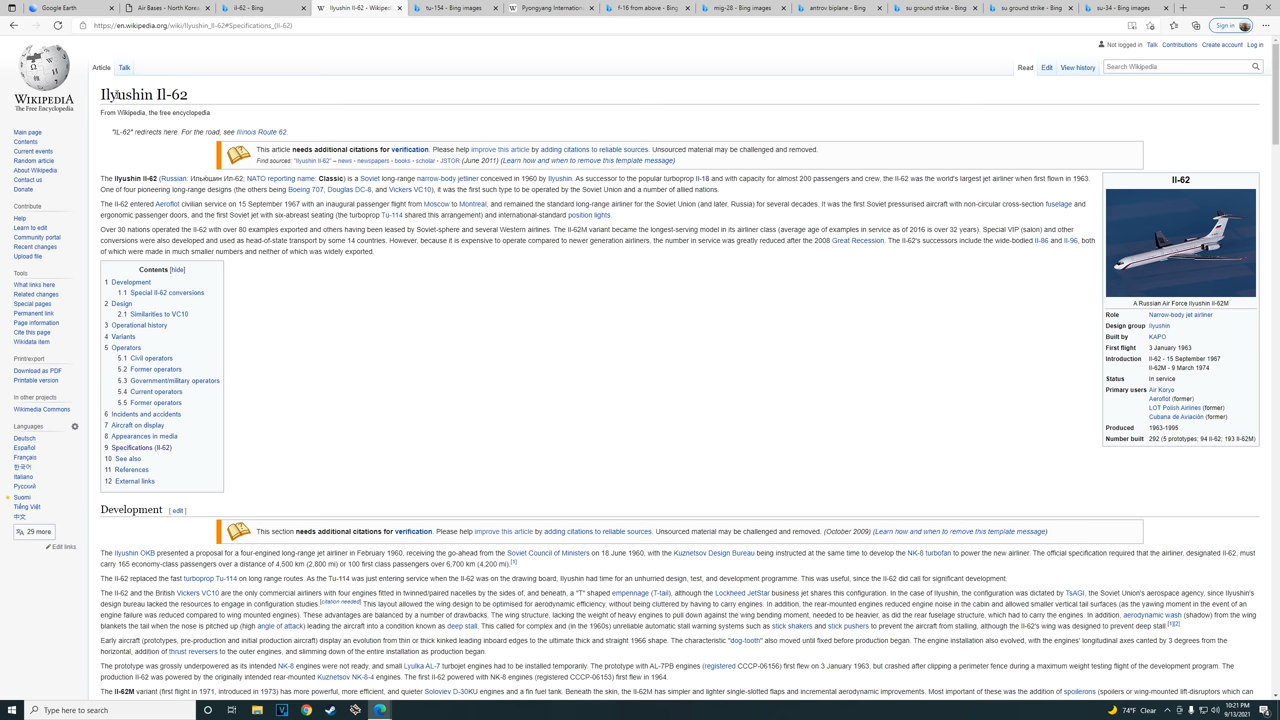 Google Earth
Air Bases - North Korea
il-62 - Bing
Ilyushin Il-62 - Wikipedia
tu-154 - Bing images
Pyongyang Internationa
f-16 from above - Bing
mig-28 - Bing images
antrov biplane - Bing
su ground strike - Bing
su ground strike - Bing
su-34 - Bing images
https://en.wikipedia.org/wiki/Ilyushin_Il-62#Specifications_(Il-62)
Sign in
Not logged in Talk Contributions Create account Log in
Article Talk
Read Edit View history
Search Wikipedia
WIKIPEDIA
The Free Encyclopedia
Main page
Contents
Current events
Random article
About Wikipedia
Contact us
Donate
Contribute
Help
Learn to edit
Community portal
Recent changes
Upload file
Tools
What links here
Related changes
Special pages
Permanent link
Page information
Cite this page
Wikidata item
Print/export
Download as PDF
Printable version
In other projects
Wikimedia Commons
Languages
Deutsch
Español
Français
한국어
Italiano
Русский
Suomi
Tiếng Việt
中文
29 more
Edit links
Ilyushin Il-62
From Wikipedia, the free encyclopedia
"IL-62" redirects here. For the road, see Illinois Route 62.
This article needs additional citations for verification. Please help improve this article by adding citations to reliable sources. Unsourced material may be challenged and removed.
Find sources: "Ilyushin Il-62" – news · newspapers · books · scholar · JSTOR (June 2011) (Learn how and when to remove this template message)
The Ilyushin Il-62 (Russian: Илью́шин Ил-62, NATO reporting name: Classic) is a Soviet long-range narrow-body jetliner conceived in 1960 by Ilyushin. As successor to the popular turboprop Il-18 and with capacity for almost 200 passengers and crew, the Il-62 was the world's largest jet airliner when first flown in 1963.
One of four pioneering long-range designs (the others being Boeing 707, Douglas DC-8, and Vickers VC10), it was the first such type to be operated by the Soviet Union and a number of allied nations.
The Il-62 entered Aeroflot civilian service on 15 September 1967 with an inaugural passenger flight from Moscow to Montreal, and remained the standard long-range airliner for the Soviet Union (and later, Russia) for several decades. It was the first Soviet pressurised aircraft with non-circular cross-section fuselage and
ergonomic passenger doors, and the first Soviet jet with six-abreast seating (the turboprop Tu-114 shared this arrangement) and international-standard position lights.
Over 30 nations operated the Il-62 with over 80 examples exported and others having been leased by Soviet-sphere and several Western airlines. The Il-62M variant became the longest-serving model in its airliner class (average age of examples in service as of 2016 is over 32 years). Special VIP (salon) and other
conversions were also developed and used as head-of-state transport by some 14 countries. However, because it is expensive to operate compared to newer generation airliners, the number in service was greatly reduced after the 2008 Great Recession. The Il-62's successors include the wide-bodied Il-86 and Il-96, both
of which were made in much smaller numbers and neither of which was widely exported.
Contents [hide]
1 Development
1.1 Special Il-62 conversions
2 Design
2.1 Similarities to VC10
3 Operational history
4 Variants
5 Operators
5.1 Civil operators
5.2 Former operators
5.3 Government/military operators
5.4 Current operators
5.5 Former operators
6 Incidents and accidents
7 Aircraft on display
8 Appearances in media
9 Specifications (Il-62)
10 See also
11 References
12 External links
Il-62
A Russian Air Force Ilyushin Il-62M
Role Narrow-body jet airliner
Design group Ilyushin
Built by KAPO
First flight 3 January 1963
Introduction Il-62 - 15 September 1967
Il-62M - 9 March 1974
Status In service
Primary users Air Koryo
Aeroflot (former)
LOT Polish Airlines (former)
Cubana de Aviación (former)
Produced 1963-1995
Number built 292 (5 prototypes; 94 Il-62; 193 Il-62M)
Development [ edit ]
This section needs additional citations for verification. Please help improve this article by adding citations to reliable sources. Unsourced material may be challenged and removed. (October 2009) (Learn how and when to remove this template message)
The Ilyushin OKB presented a proposal for a four-engined long-range jet airliner in February 1960, receiving the go-ahead from the Soviet Council of Ministers on 18 June 1960, with the Kuznetsov Design Bureau being instructed at the same time to develop the NK-8 turbofan to power the new airliner. The official specification required that the airliner, designated Il-62, must
carry 165 economy-class passengers over a distance of 4,500 km (2,800 mi) or 100 first class passengers over 6,700 km (4,200 mi).[1]
The Il-62 replaced the fast turboprop Tu-114 on long range routes. As the Tu-114 was just entering service when the Il-62 was on the drawing board, Ilyushin had time for an unhurried design, test, and development programme. This was useful, since the Il-62 did call for significant development.
The Il-62 and the British Vickers VC10 are the only commercial airliners with four engines fitted in twinned/paired nacelles by the sides of, and beneath, a "T" shaped empennage (T-tail), although the Lockheed JetStar business jet shares this configuration. In the case of Ilyushin, the configuration was dictated by TsAGI, the Soviet Union's aerospace agency, since Ilyushin's
design bureau lacked the resources to engage in configuration studies.[citation needed] This layout allowed the wing design to be optimised for aerodynamic efficiency, without being cluttered by having to carry engines. In addition, the rear-mounted engines reduced engine noise in the cabin and allowed smaller vertical tail surfaces (as the yawing moment in the event of an
engine failure was reduced compared to wing mounted engines). These advantages are balanced by a number of drawbacks. The wing structure, lacking the weight of heavy engines to pull down against the wing bending moment, needed to be heavier, as did the rear fuselage structure, which had to carry the engines. In addition, aerodynamic wash (shadow) from the wing
blankets the tail when the nose is pitched up (high angle of attack) leading the aircraft into a condition known as deep stall. This called for complex and (in the 1960s) unreliable automatic stall warning systems such as stick shakers and stick pushers to prevent the aircraft from stalling, although the Il-62's wing was designed to prevent deep stall.[1][2]
Early aircraft (prototypes, pre-production and initial production aircraft) display an evolution from thin or thick kinked leading inboard edges to the ultimate thick and straight 1966 shape. The characteristic "dog-tooth" also moved until fixed before production began. The engine installation also evolved, with the engines' longitudinal axes canted by 3 degrees from the
horizontal, addition of thrust reversers to the outer engines, and slimming down of the entire installation as production began.
The prototype was grossly underpowered as its intended NK-8 engines were not ready, and small Lyulka AL-7 turbojet engines had to be installed temporarily. The prototype with AL-7PB engines (registered CCCP-06156) first flew on 3 January 1963, but crashed after clipping a perimeter fence during a maximum weight testing flight of the development program. The
production Il-62 was powered by the originally intended rear-mounted Kuznetsov NK-8-4 engines. The first Il-62 powered with NK-8 engines (registered CCCP-06153) first flew in 1964.
The Il-62M variant (first flight in 1971, introduced in 1973) has more powerful, more efficient, and quieter Soloviev D-30KU engines and a fin fuel tank. Beneath the skin, the Il-62M has simpler and lighter single-slotted flaps and incremental aerodynamic improvements. Most important of these was the addition of spoilerons (spoilers or wing-mounted lift-disruptors which can
Type here to search
74°F Clear
10:21 PM
9/13/2021